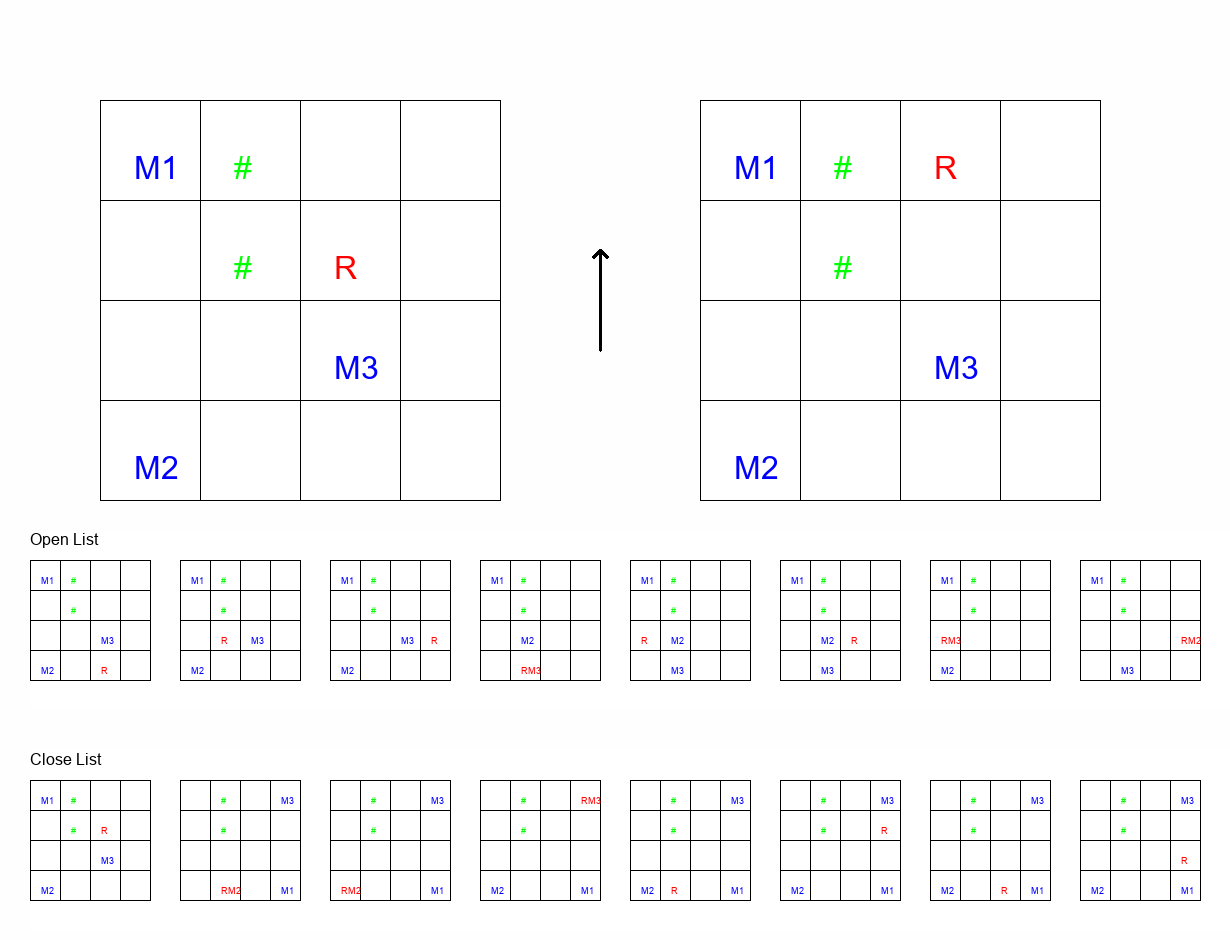 M1 # M1 # R
# R #
M3 M3
M2 M2
Open List
M1 # M1 # M1 # M1 # M1 # M1 # M1 # M1 #
# # # # # # # #
M3 R M3 M3 R M2 R M2 M2 R RM3 RM2
M2 R M2 M2 RM3 M3 M3 M2 M3
Close List
M1 # # M3 # M3 # RM3 # M3 # M3 # M3 # M3
# R # # # # # R # #
M3 R
M2 RM2 M1 RM2 M1 M2 M1 M2 R M1 M2 M1 M2 R M1 M2 M1